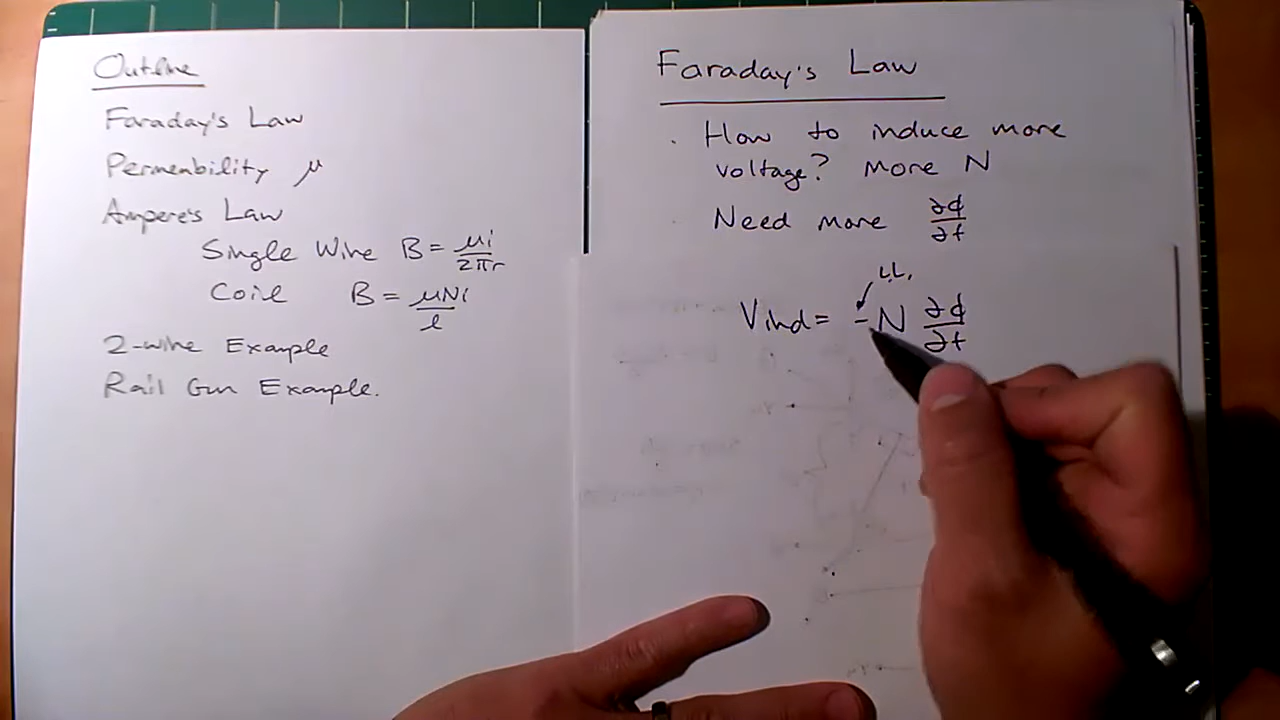 Outline
Faraday's Law
Permeability μ
Ampere's Law
Single Wire B = μi/2πr
Coil B = μNi/l
2-wire Example
Rail Gun Example.
Faraday's Law
. How to induce more
voltage? more N
Need more ∂ϕ/∂t
L.L.
Vind = -N ∂ϕ/∂t